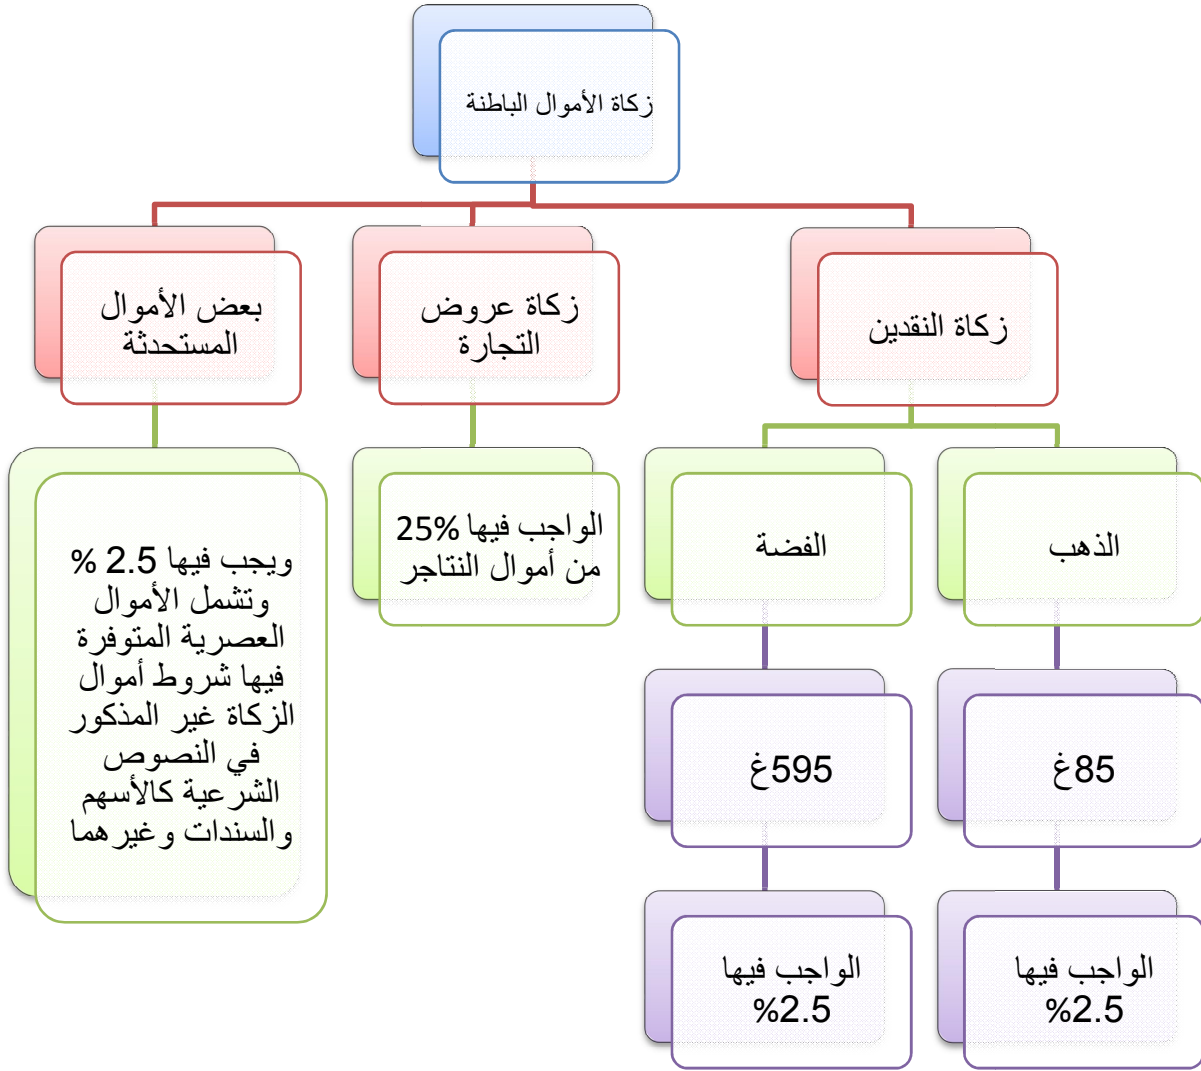 زكاة الأموال الباطنة
زكاة النقدين
زكاة عروض
التجارة
بعض الأموال
المستحدثة
الذهب
الفضة
الواجب فيها 25%
من أموال النتاجر
ويجب فيها 2.5 %
وتشمل الأموال
العصرية المتوفرة
فيها شروط أموال
الزكاة غير المذكور
في النصوص
الشرعية كالأسهم
والسندات وغيرهما
85غ
595غ
الواجب فيها
2.5%
الواجب فيها
2.5%